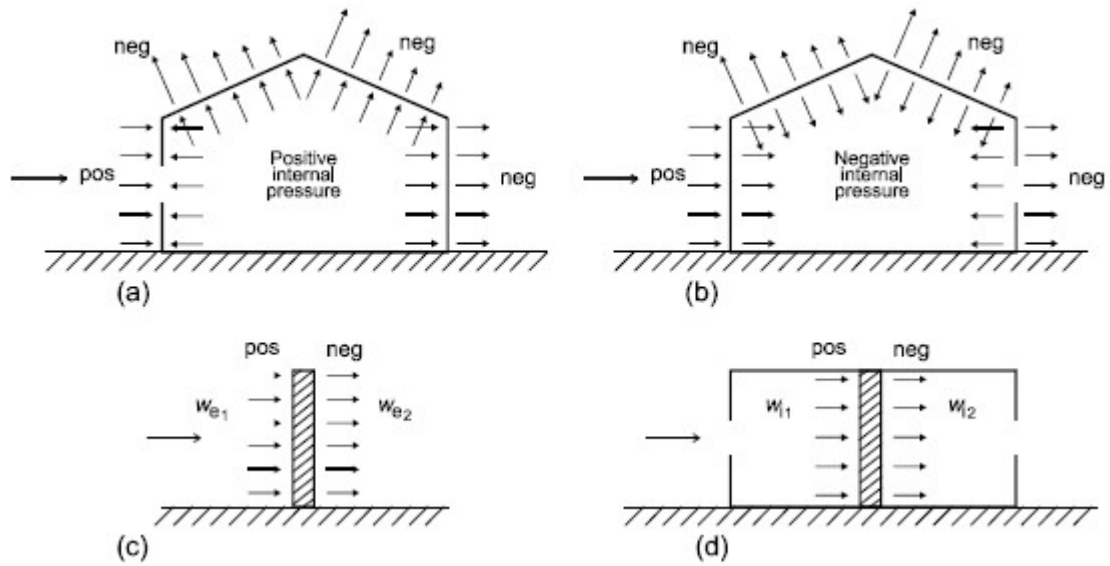 neg
neg
pos
Positive
internal
pressure
neg
(a)
neg
neg
pos
Negative
internal
pressure
neg
(b)
pos
neg
we1
we2
(c)
pos
neg
wI1
wI2
(d)